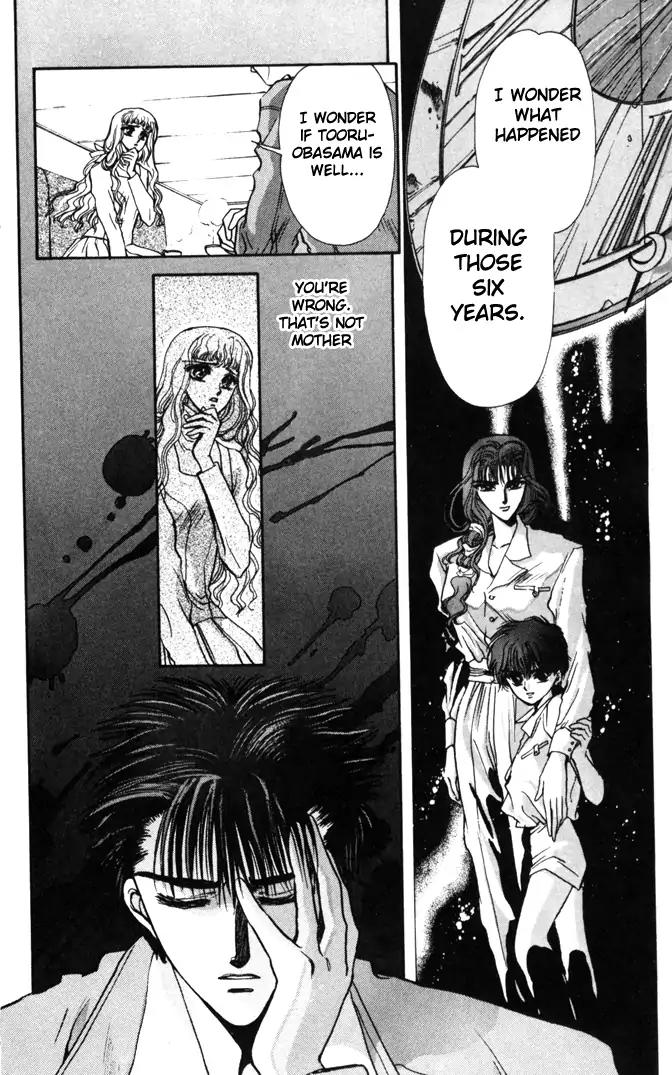 I WONDER
WHAT
HAPPENED
DURING
THOSE
SIX
YEARS.
I WONDER
IF TOORU-
OBASAMA IS
WELL...
YOU'RE
WRONG.
THAT'S NOT
MOTHER